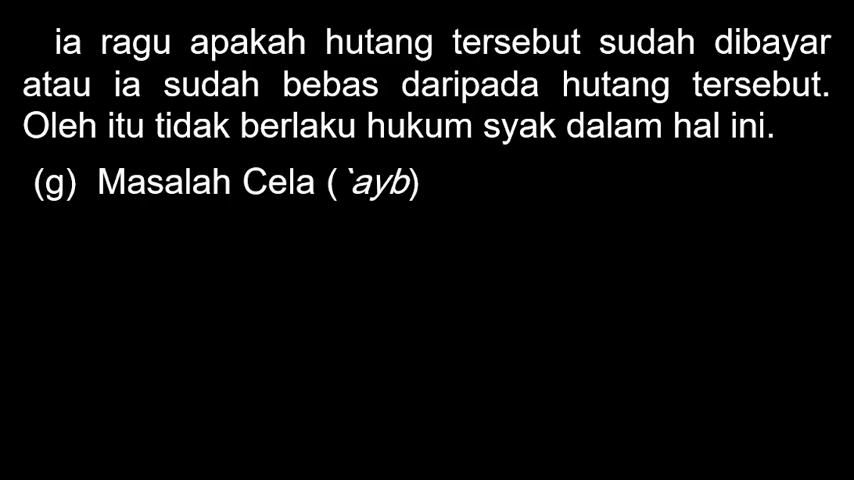 ia ragu apakah hutang tersebut sudah dibayar
atau ia sudah bebas daripada hutang tersebut.
Oleh itu tidak berlaku hukum syak dalam hal ini.
(g) Masalah Cela (`ayb)